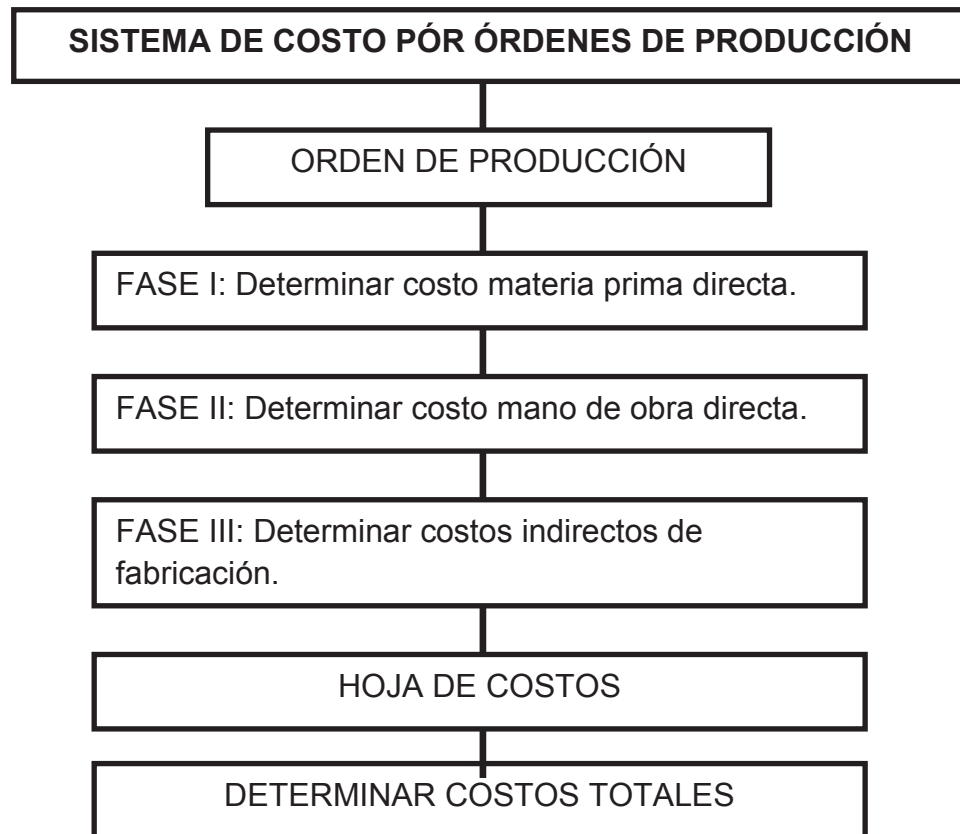 SISTEMA DE COSTO PÓR ÓRDENES DE PRODUCCIÓN
ORDEN DE PRODUCCIÓN
FASE I: Determinar costo materia prima directa.
FASE II: Determinar costo mano de obra directa.
FASE III: Determinar costos indirectos de
fabricación.
HOJA DE COSTOS
DETERMINAR COSTOS TOTALES